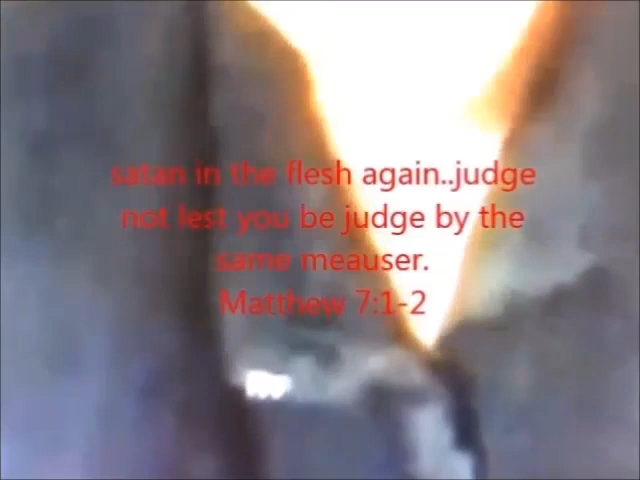 satan in the flesh again..judge
not lest you be judge by the
same meauser.
Matthew 7:1-2